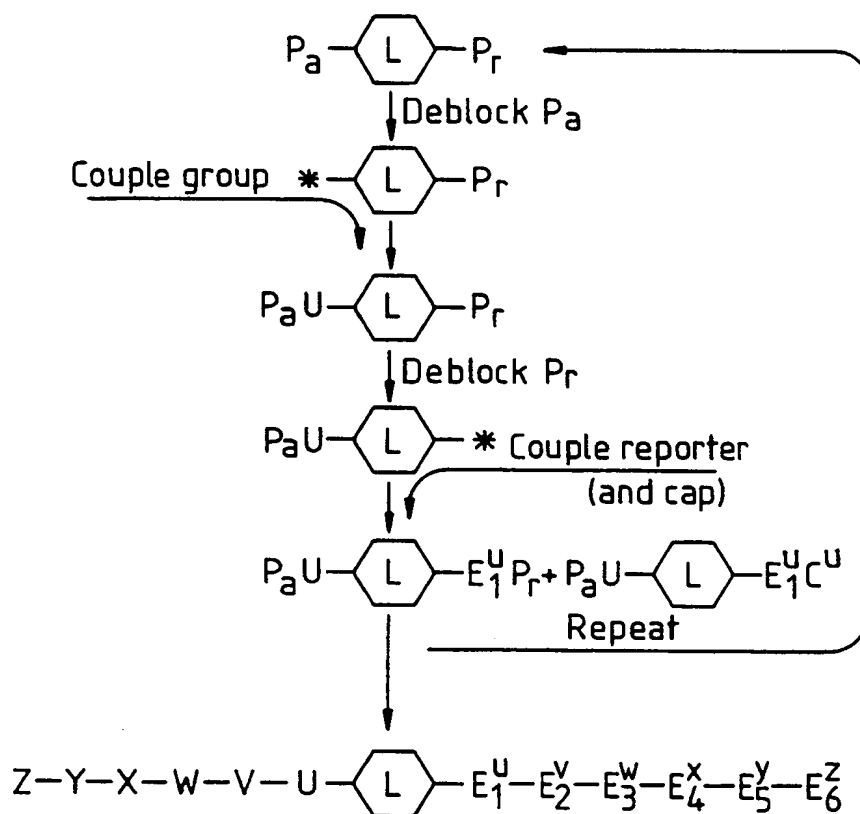 Pa L Pr
Deblock Pa
Couple group * L Pr
PaU L Pr
Deblock Pr
PaU L * Couple reporter
(and cap)
PaU L E₁ᵘPr + PaU L E₁ᵘCᵘ
Repeat
Z—Y—X—W—V—U L E₁ᵘ—E₂ᵛ—E₃ʷ—E₄ˣ—E₅ʸ—E₆ᶻ